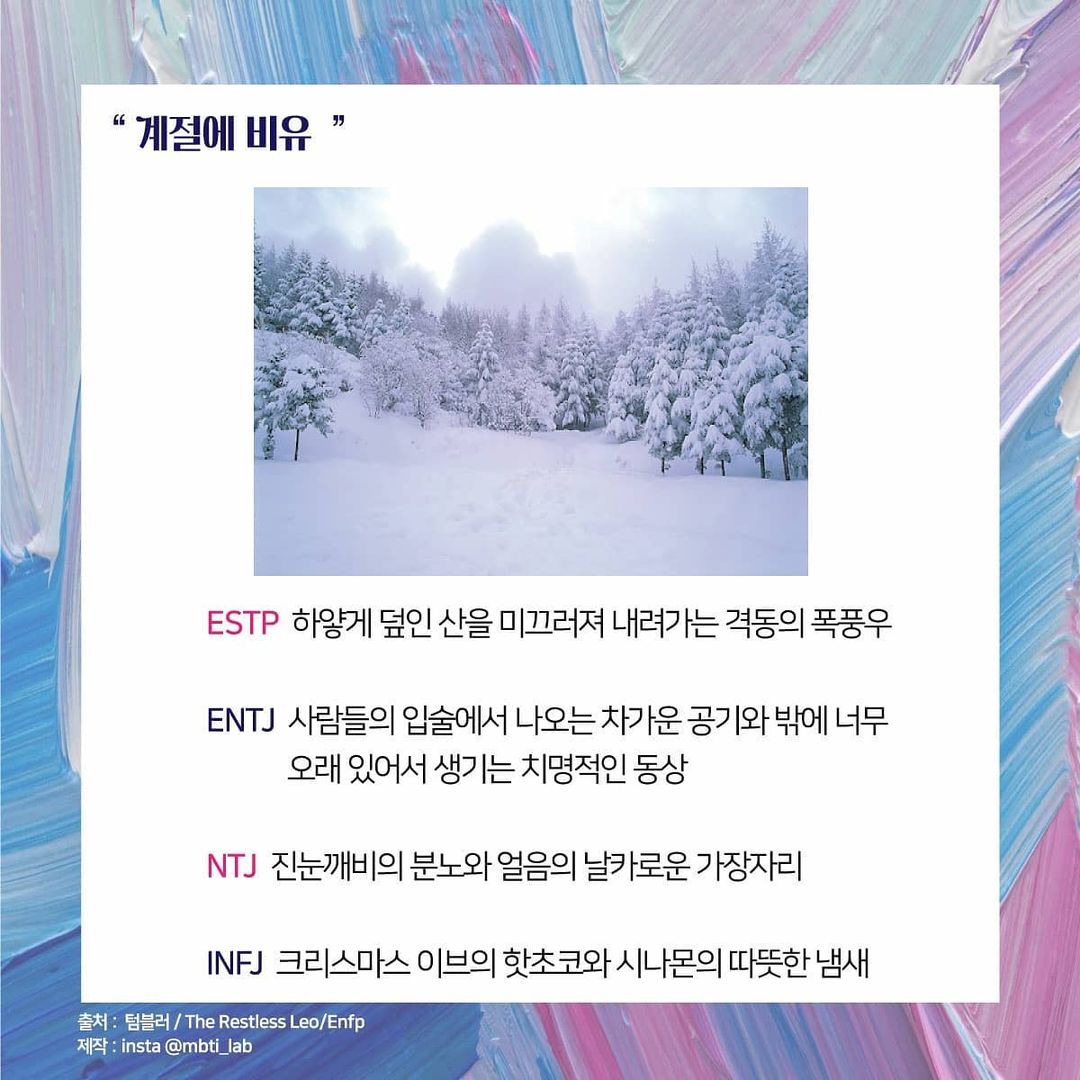 “ 계절에 비유 ”
ESTP 하얗게 덮인 산을 미끄러져 내려가는 격동의 폭풍우
ENTJ 사람들의 입술에서 나오는 차가운 공기와 밖에 너무
오래 있어서 생기는 치명적인 동상
NTJ 진눈깨비의 분노와 얼음의 날카로운 가장자리
INFJ 크리스마스 이브의 핫초코와 시나몬의 따뜻한 냄새
출처 : 텀블러 / The Restless Leo/Enfp
제작 : insta @mbti_lab